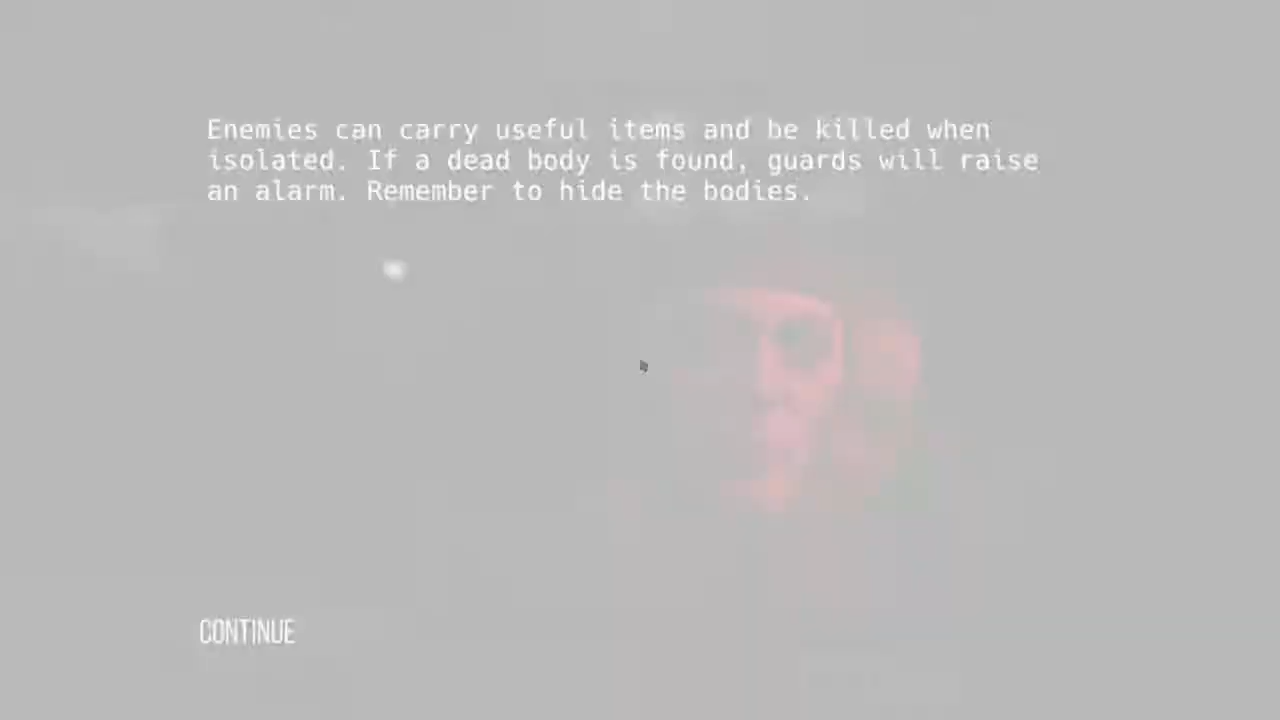 Enemies can carry useful items and be killed when
isolated. If a dead body is found, guards will raise
an alarm. Remember to hide the bodies.
CONTINUE